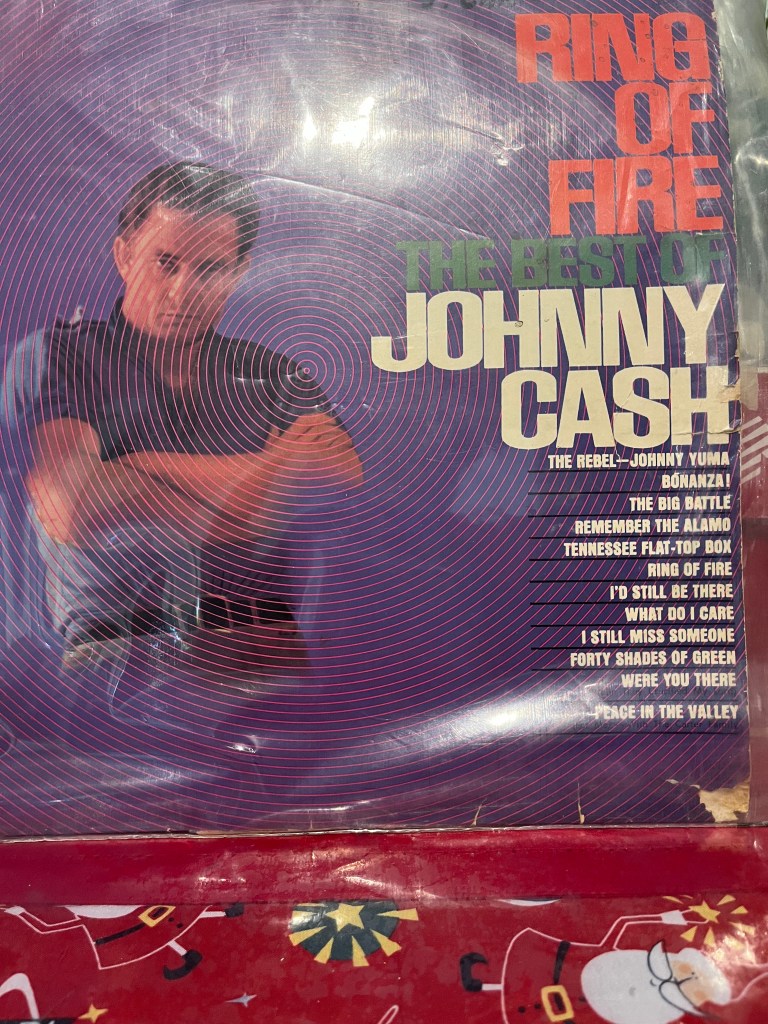 RING
OF
FIRE
THE BEST OF
JOHNNY
CASH
THE REBEL—JOHNNY YUMA
BONANZA!
THE BIG BATTLE
REMEMBER THE ALAMO
TENNESSEE FLAT-TOP BOX
RING OF FIRE
I'D STILL BE THERE
WHAT DO I CARE
I STILL MISS SOMEONE
FORTY SHADES OF GREEN
WERE YOU THERE
PEACE IN THE VALLEY